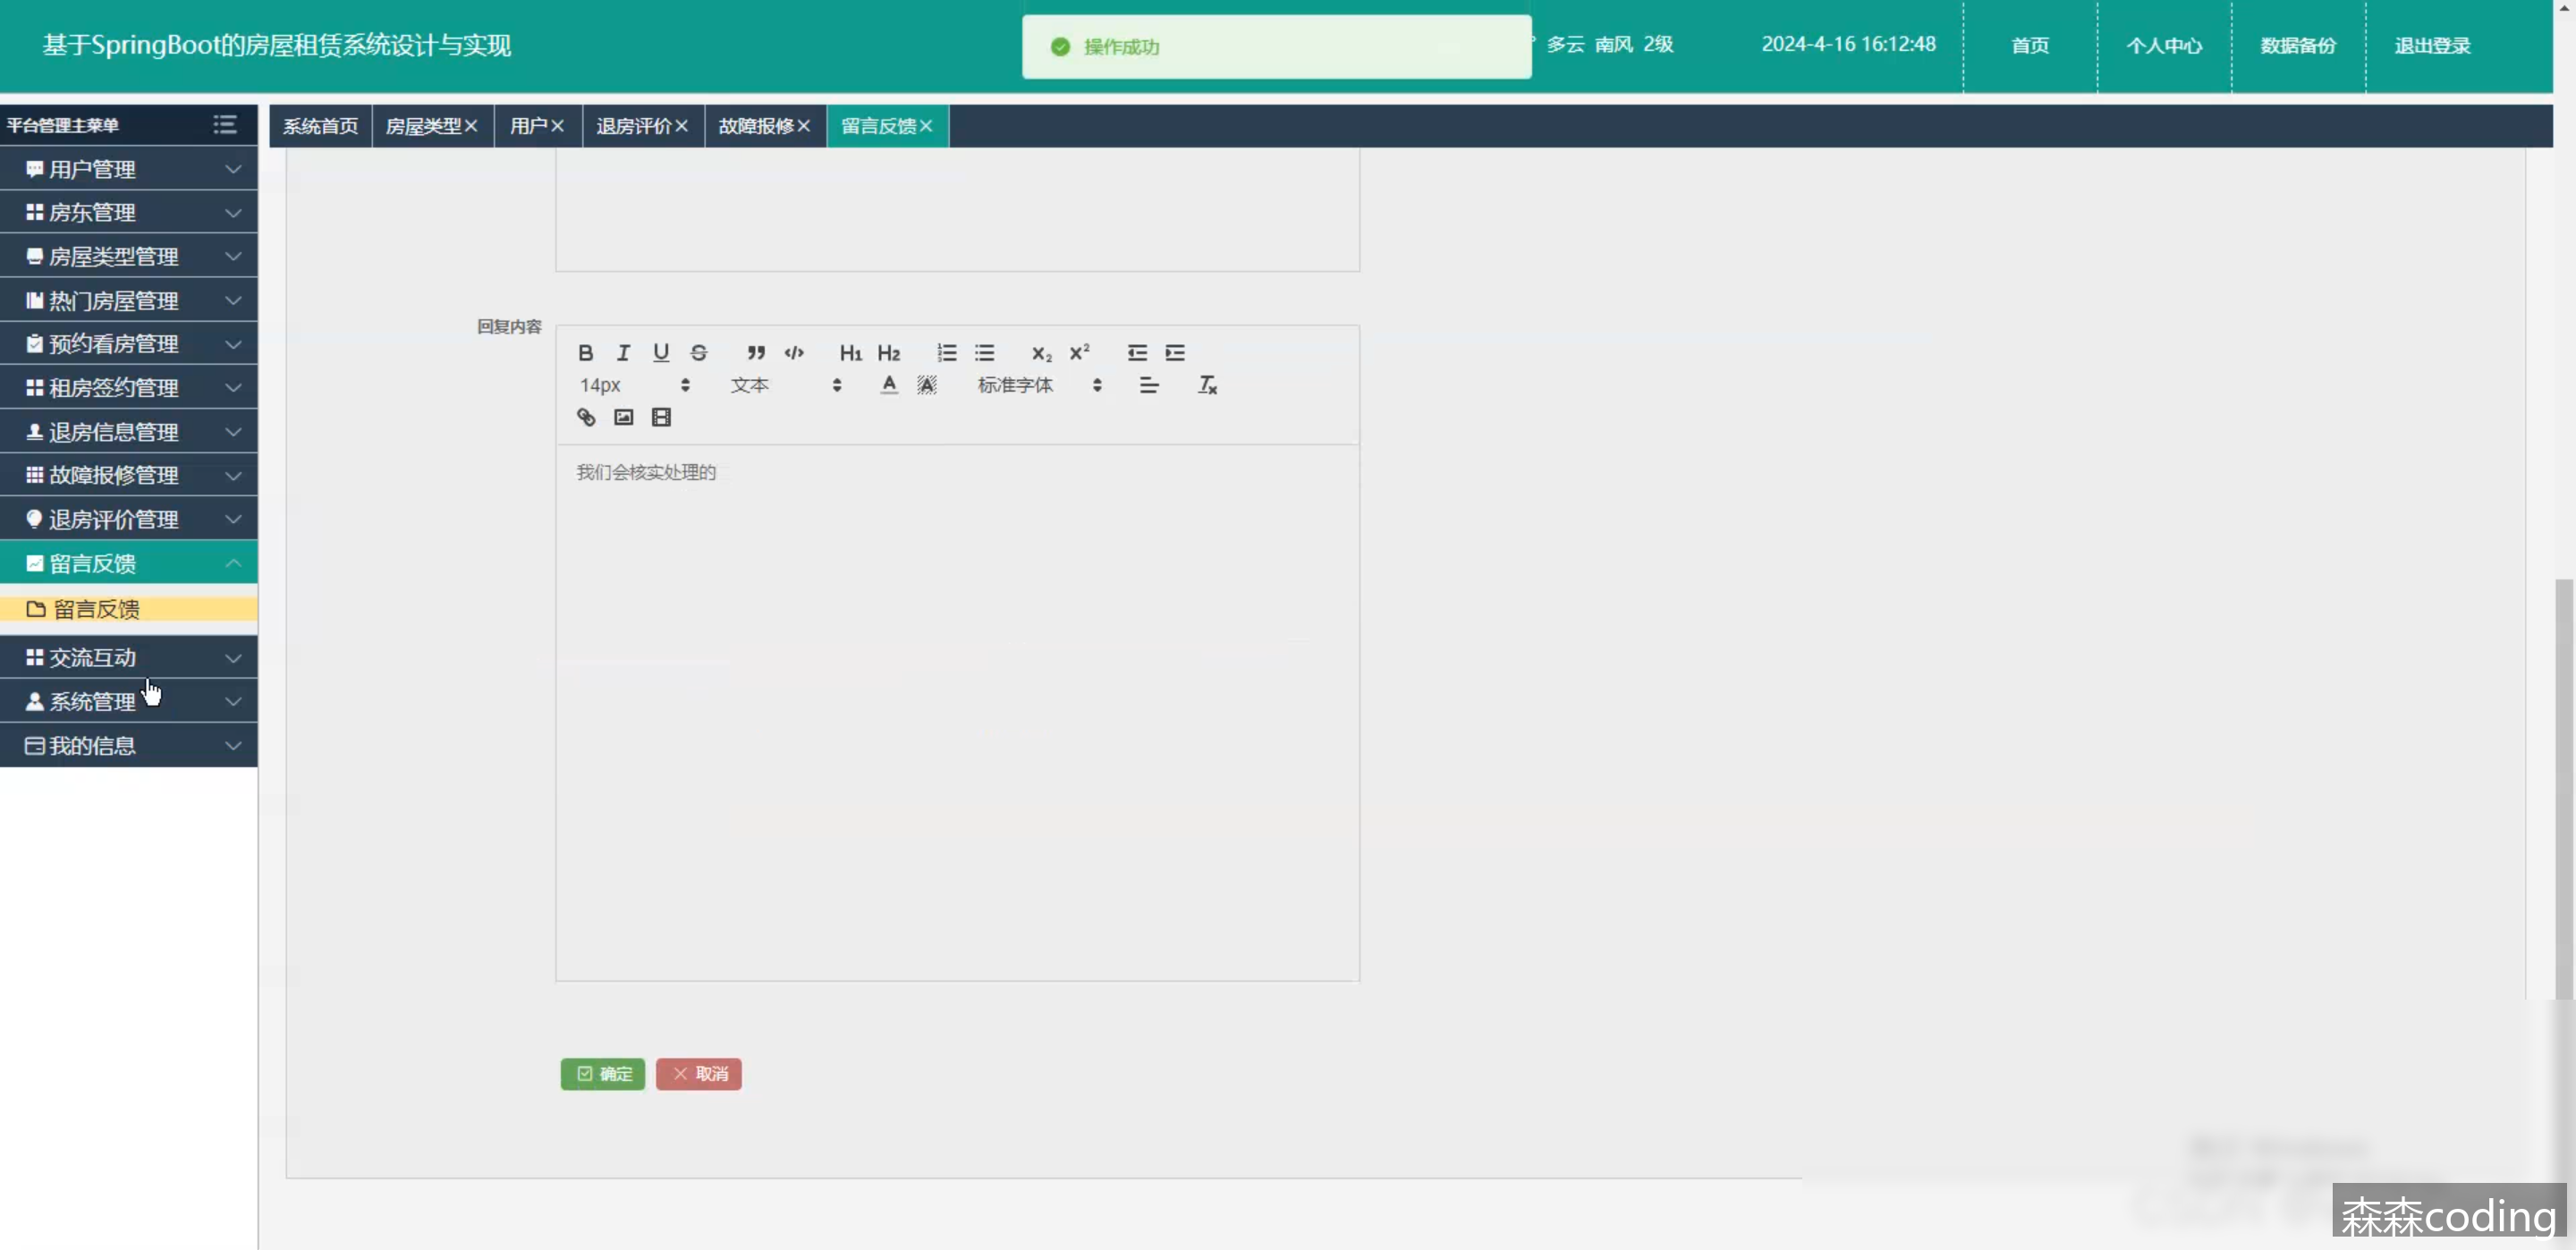 基于SpringBoot的房屋租赁系统设计与实现
操作成功
多云 南风 2级
2024-4-16 16:12:48
首页
个人中心
数据备份
退出登录
平台管理主菜单
系统首页
房屋类型
用户
退房评价
故障报修
留言反馈
用户管理
房东管理
房屋类型管理
热门房屋管理
预约看房管理
租房签约管理
退房信息管理
故障报修管理
退房评价管理
留言反馈
留言反馈
交流互动
系统管理
我的信息
回复内容
14px
文本
标准字体
我们会核实处理的
确定
取消
森森coding